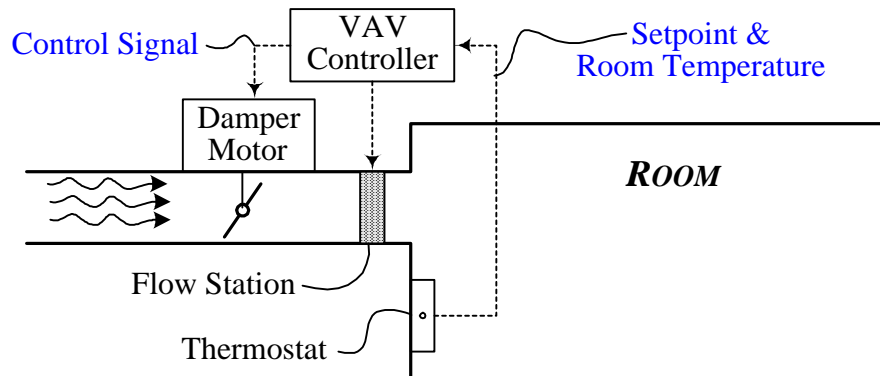 Control Signal
VAV
Controller
Setpoint &
Room Temperature
Damper
Motor
ROOM
Flow Station
Thermostat